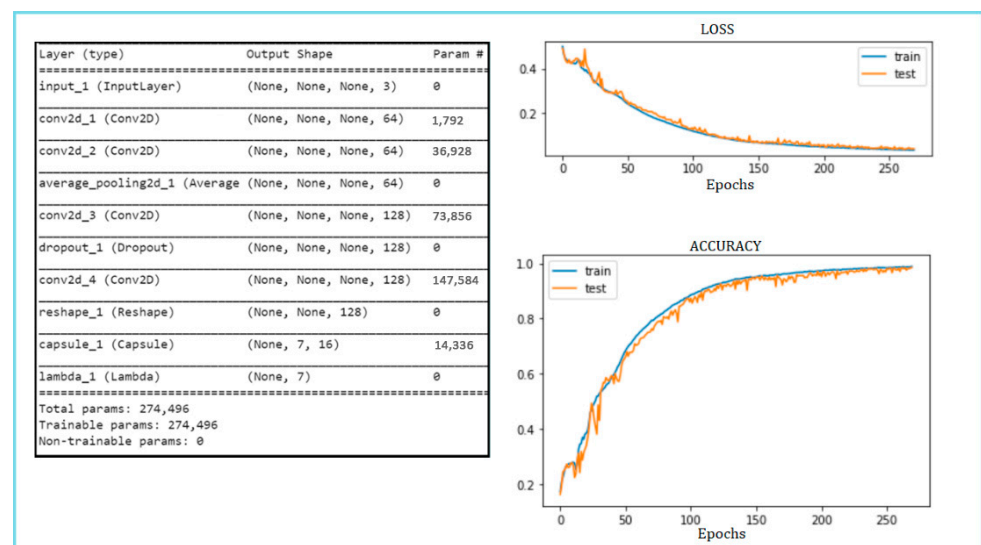 Layer (type) Output Shape Param #
input_1 (InputLayer) (None, None, None, 3) 0
conv2d_1 (Conv2D) (None, None, None, 64) 1,792
conv2d_2 (Conv2D) (None, None, None, 64) 36,928
average_pooling2d_1 (Average (None, None, None, 64) 0
conv2d_3 (Conv2D) (None, None, None, 128) 73,856
dropout_1 (Dropout) (None, None, None, 128) 0
conv2d_4 (Conv2D) (None, None, None, 128) 147,584
reshape_1 (Reshape) (None, None, 128) 0
capsule_1 (Capsule) (None, 7, 16) 14,336
lambda_1 (Lambda) (None, 7) 0
Total params: 274,496
Trainable params: 274,496
Non-trainable params: 0
LOSS
train
test
0.4
0.2
0 50 100 150 200 250
Epochs
ACCURACY
train
test
1.0
0.8
0.6
0.4
0.2
0 50 100 150 200 250
Epochs